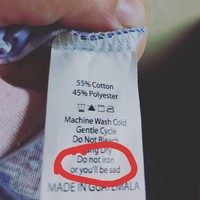 55% Cotton
45% Polyester
Machine Wash Cold
Gentle Cycle
Do Not Bleach
Dry
Do not iron
or you'll be sad
MADE IN GUATEMALA